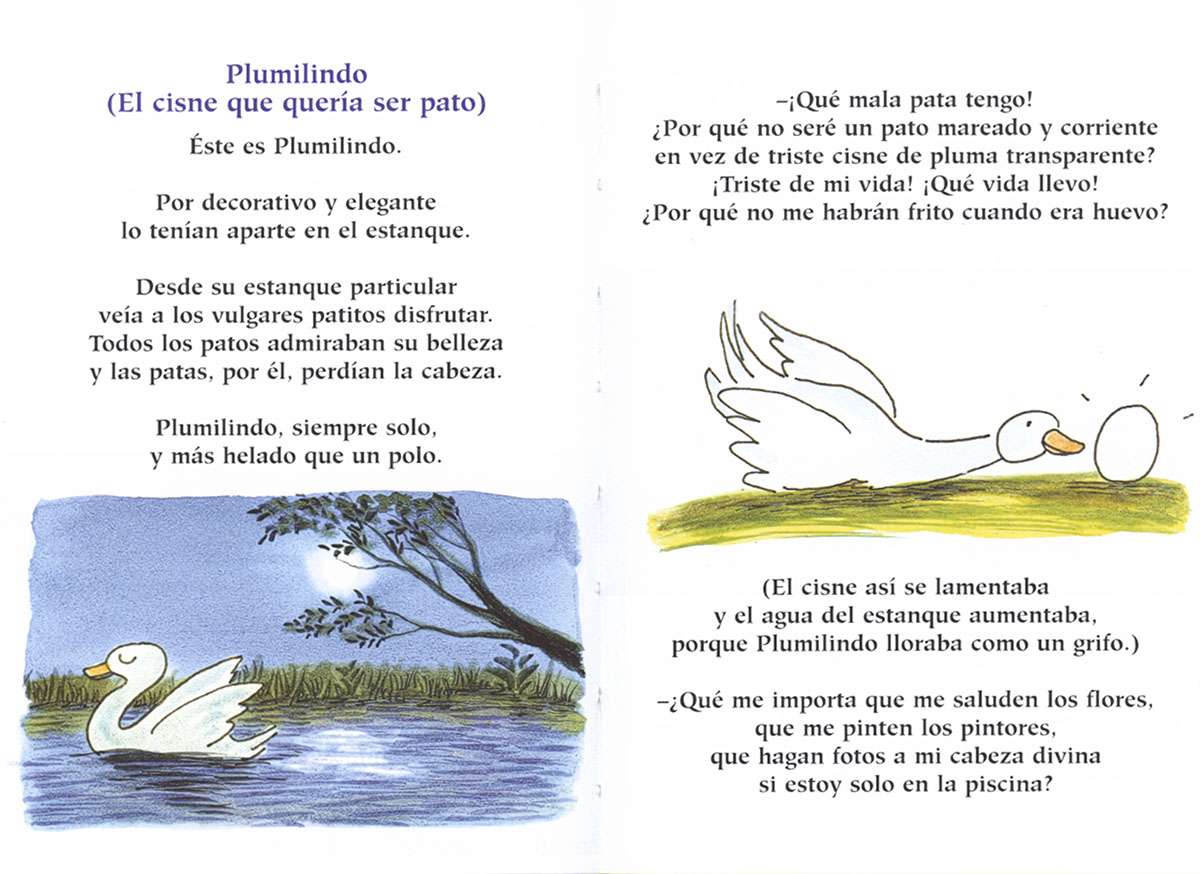 Plumilindo
(El cisne que quería ser pato)
Éste es Plumilindo.
Por decorativo y elegante
lo tenían aparte en el estanque.
Desde su estanque particular
veía a los vulgares patitos disfrutar.
Todos los patos admiraban su belleza
y las patas, por él, perdían la cabeza.
Plumilindo, siempre solo,
y más helado que un polo.
–¡Qué mala pata tengo!
¿Por qué no seré un pato mareado y corriente
en vez de triste cisne de pluma transparente?
¡Triste de mi vida! ¡Qué vida llevo!
¿Por qué no me habrán frito cuando era huevo?
(El cisne así se lamentaba
y el agua del estanque aumentaba,
porque Plumilindo lloraba como un grifo.)
–¿Qué me importa que me saluden los flores,
que me pinten los pintores,
que hagan fotos a mi cabeza divina
si estoy solo en la piscina?